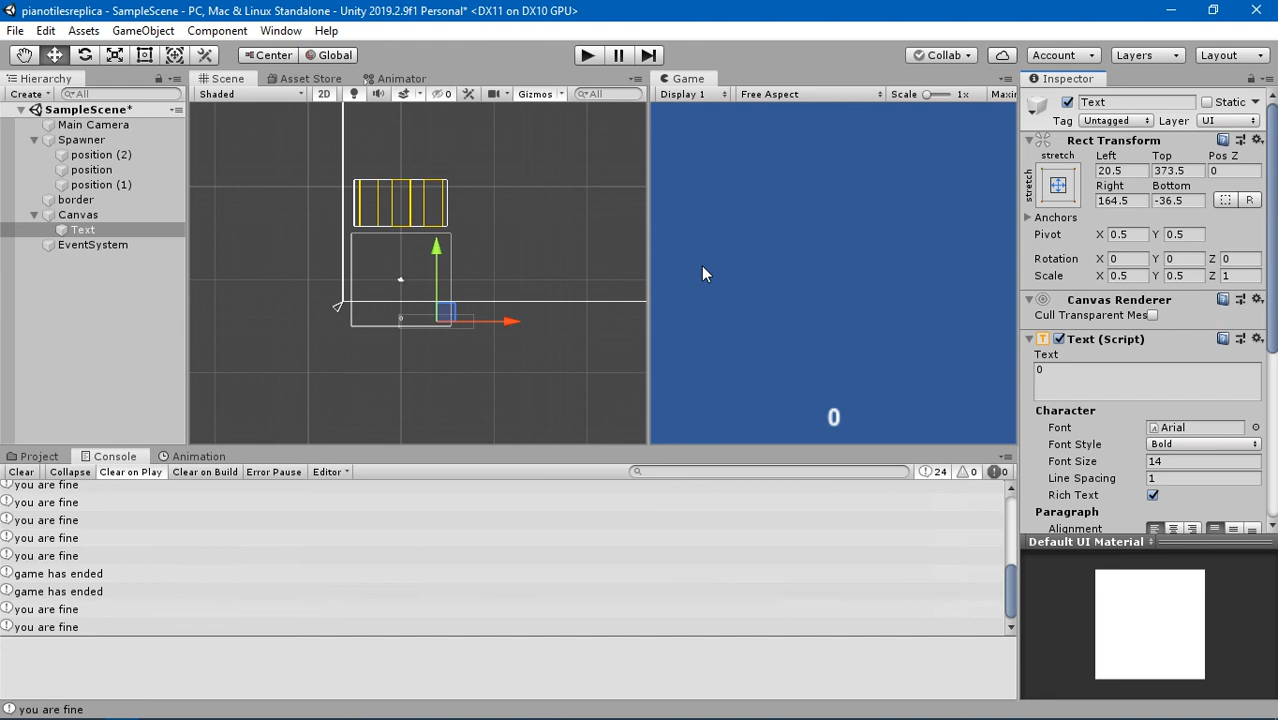 pianotilesreplica - SampleScene - PC, Mac & Linux Standalone - Unity 2019.2.9f1 Personal* <DX11 on DX10 GPU>
File Edit Assets GameObject Component Window Help
Center Global Collab Account Layers Layout
Hierarchy
Create All
SampleScene*
Main Camera
Spawner
position (2)
position
position (1)
border
Canvas
Text
EventSystem
Scene Asset Store Animator
Shaded 2D 0 Gizmos All
Game
Display 1 Free Aspect Scale 1x Maxin
0
0
Inspector
Text Static
Tag Untagged Layer UI
Rect Transform
stretch Left Top Pos Z
stretch 20.5 373.5 0
Right Bottom
164.5 -36.5 R
Anchors
Pivot X 0.5 Y 0.5
Rotation X 0 Y 0 Z 0
Scale X 0.5 Y 0.5 Z 1
Canvas Renderer
Cull Transparent Mes
Text (Script)
Text
0
Character
Font Arial
Font Style Bold
Font Size 14
Line Spacing 1
Rich Text
Paragraph
Alignment
Default UI Material
Project Console Animation
Clear Collapse Clear on Play Clear on Build Error Pause Editor 24 0 0
you are fine
you are fine
you are fine
you are fine
you are fine
game has ended
game has ended
you are fine
you are fine
you are fine